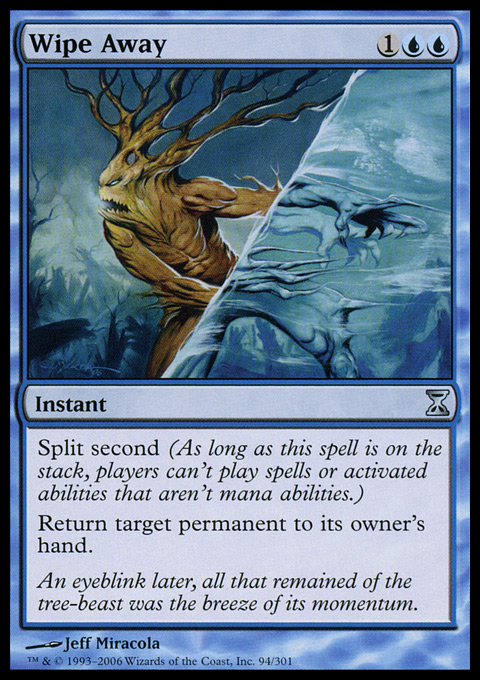 Wipe Away 1
Instant
Split second (As long as this spell is on the
stack, players can't play spells or activated
abilities that aren't mana abilities.)
Return target permanent to its owner's
hand.
An eyeblink later, all that remained of the
tree-beast was the breeze of its momentum.
Jeff Miracola
™ & © 1993–2006 Wizards of the Coast, Inc. 94/301